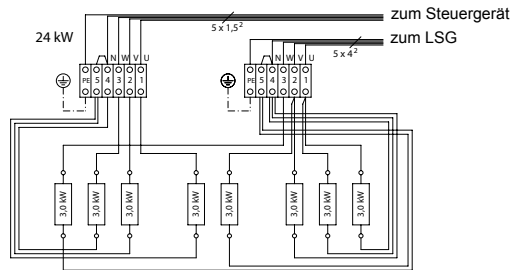 zum Steuergerät
5 x 1,5²
24 kW
N W V U
PE 5 4 3 2 1
zum LSG
5 x 4²
N W V U
PE 5 4 3 2 1
3,0 kW 3,0 kW 3,0 kW 3,0 kW 3,0 kW 3,0 kW 3,0 kW 3,0 kW